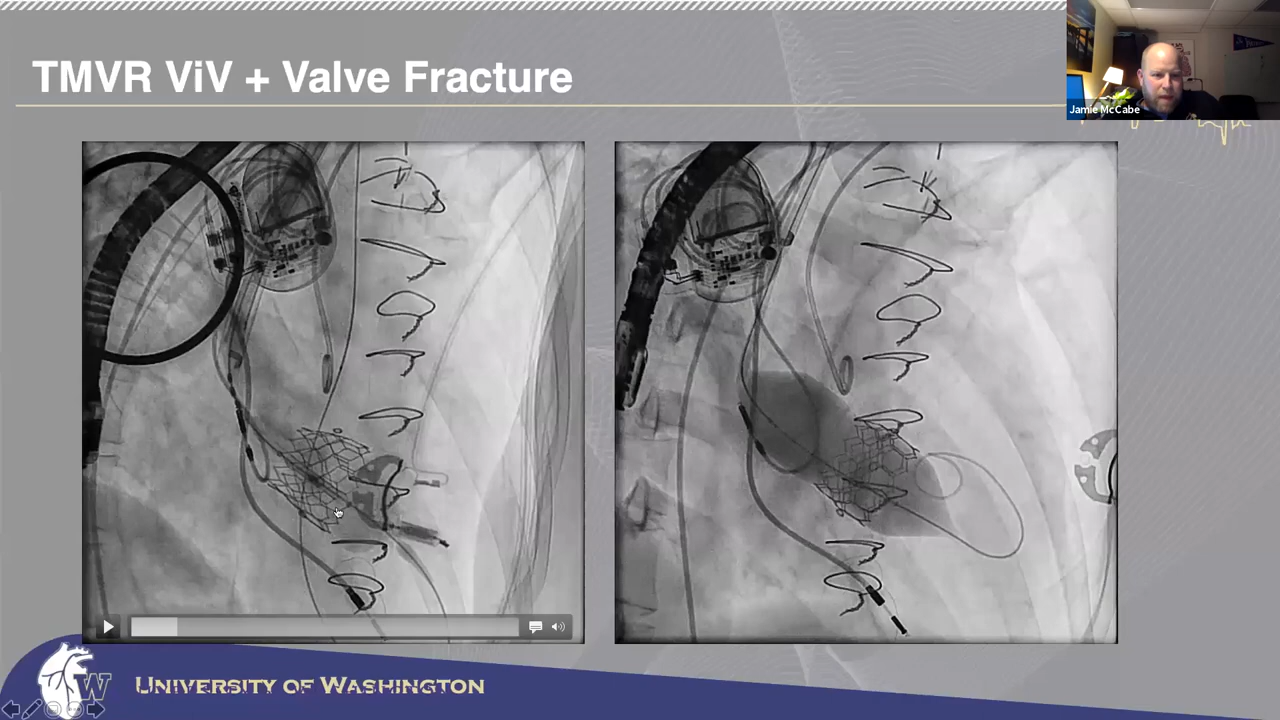 TMVR ViV + Valve Fracture
Jamie McCabe
W
UNIVERSITY OF WASHINGTON